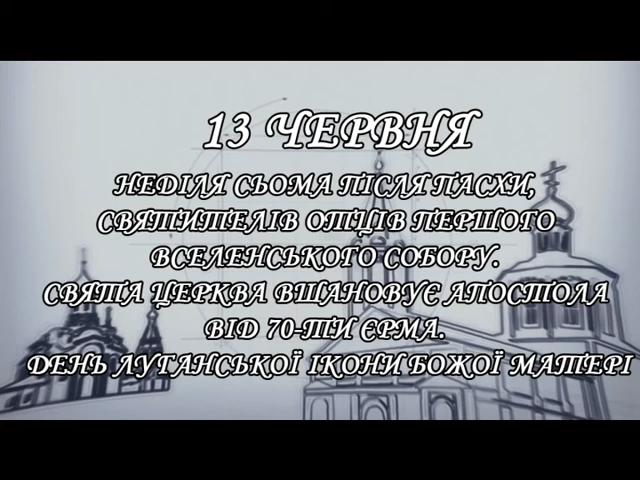 13 ЧЕРВНЯ
НЕДІЛЯ СЬОМА ПІСЛЯ ПАСХИ,
СВЯТИТЕЛІВ ОТЦІВ ПЕРШОГО
ВСЕЛЕНСЬКОГО СОБОРУ.
СВЯТА ЦЕРКВА ВШАНОВУЄ АПОСТОЛА
ВІД 70-ТИ ЄРМА.
ДЕНЬ ЛУГАНСЬКОЇ ІКОНИ БОЖОЇ МАТЕРІ